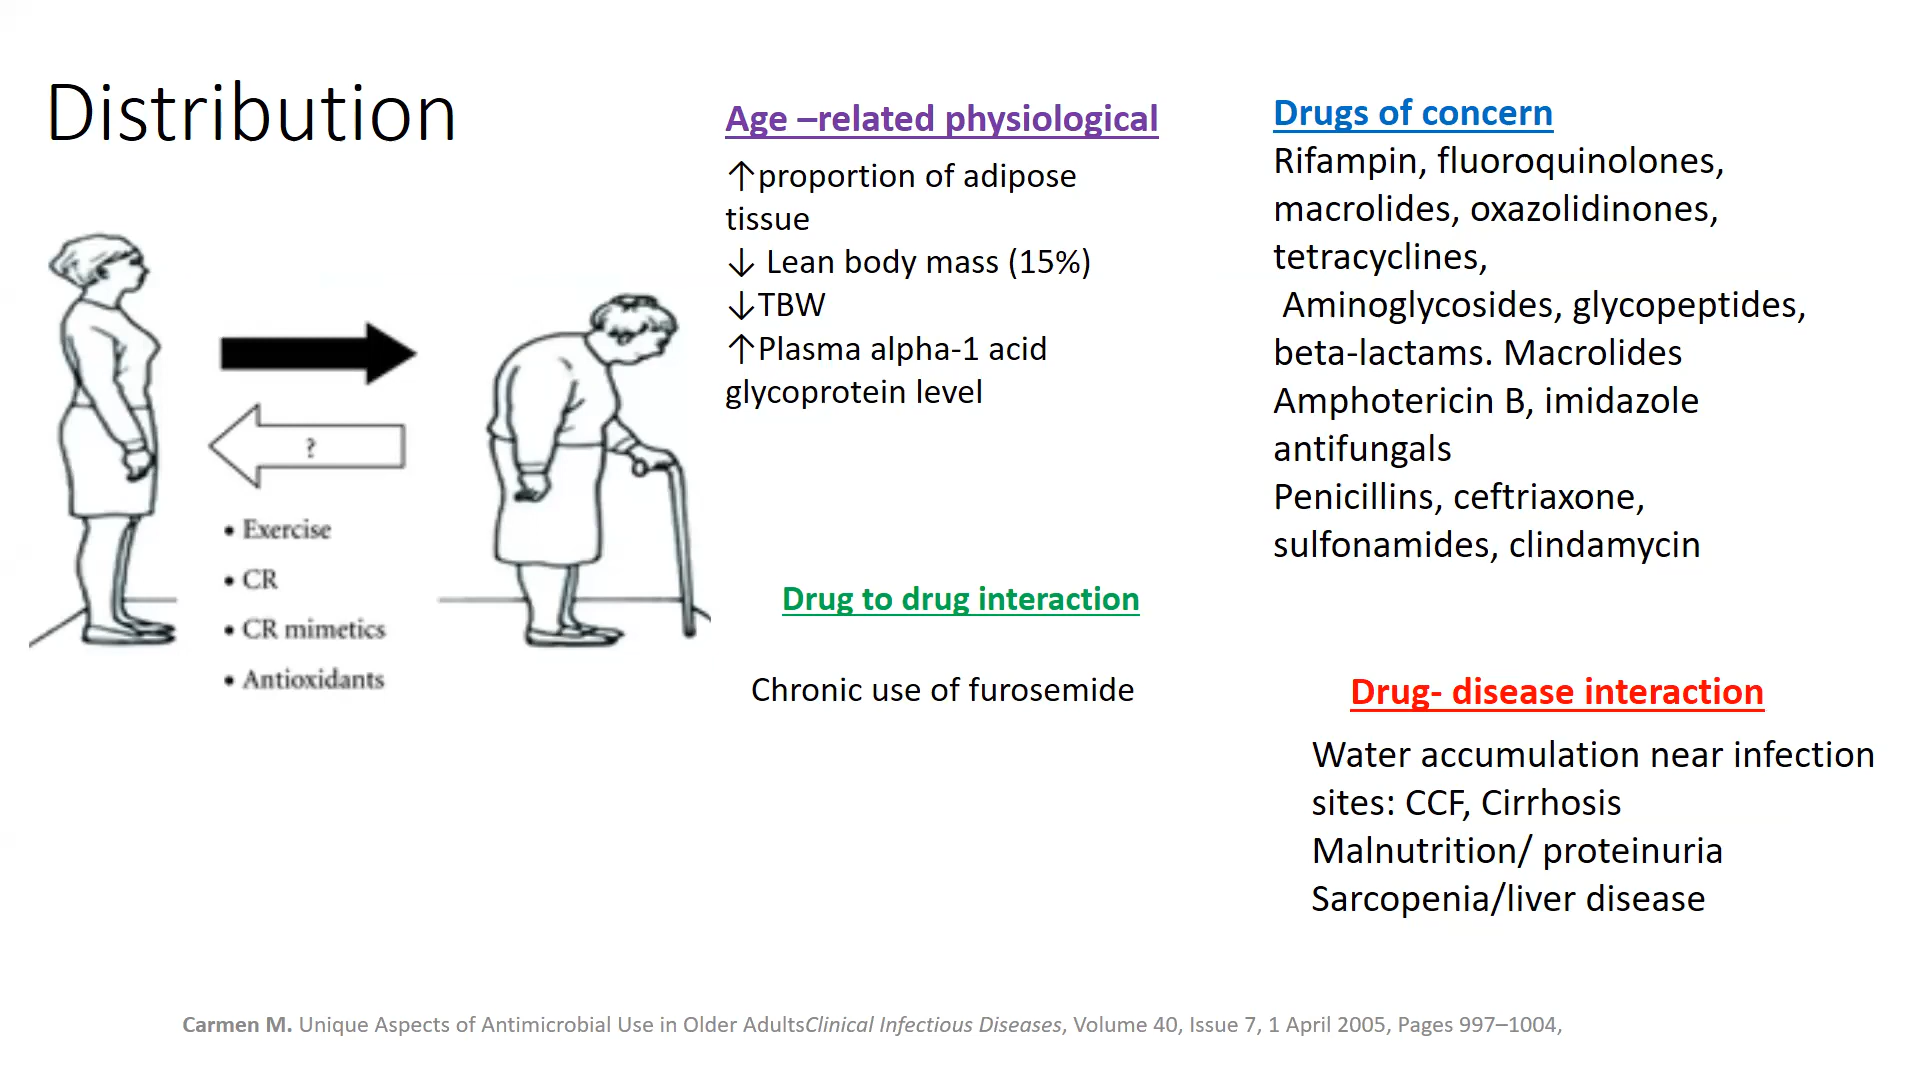 Distribution
?
• Exercise
• CR
• CR mimetics
• Antioxidants
Age –related physiological
↑proportion of adipose
tissue
↓ Lean body mass (15%)
↓TBW
↑Plasma alpha-1 acid
glycoprotein level
Drug to drug interaction
Chronic use of furosemide
Drugs of concern
Rifampin, fluoroquinolones,
macrolides, oxazolidinones,
tetracyclines,
Aminoglycosides, glycopeptides,
beta-lactams. Macrolides
Amphotericin B, imidazole
antifungals
Penicillins, ceftriaxone,
sulfonamides, clindamycin
Drug- disease interaction
Water accumulation near infection
sites: CCF, Cirrhosis
Malnutrition/ proteinuria
Sarcopenia/liver disease
Carmen M. Unique Aspects of Antimicrobial Use in Older AdultsClinical Infectious Diseases, Volume 40, Issue 7, 1 April 2005, Pages 997–1004,